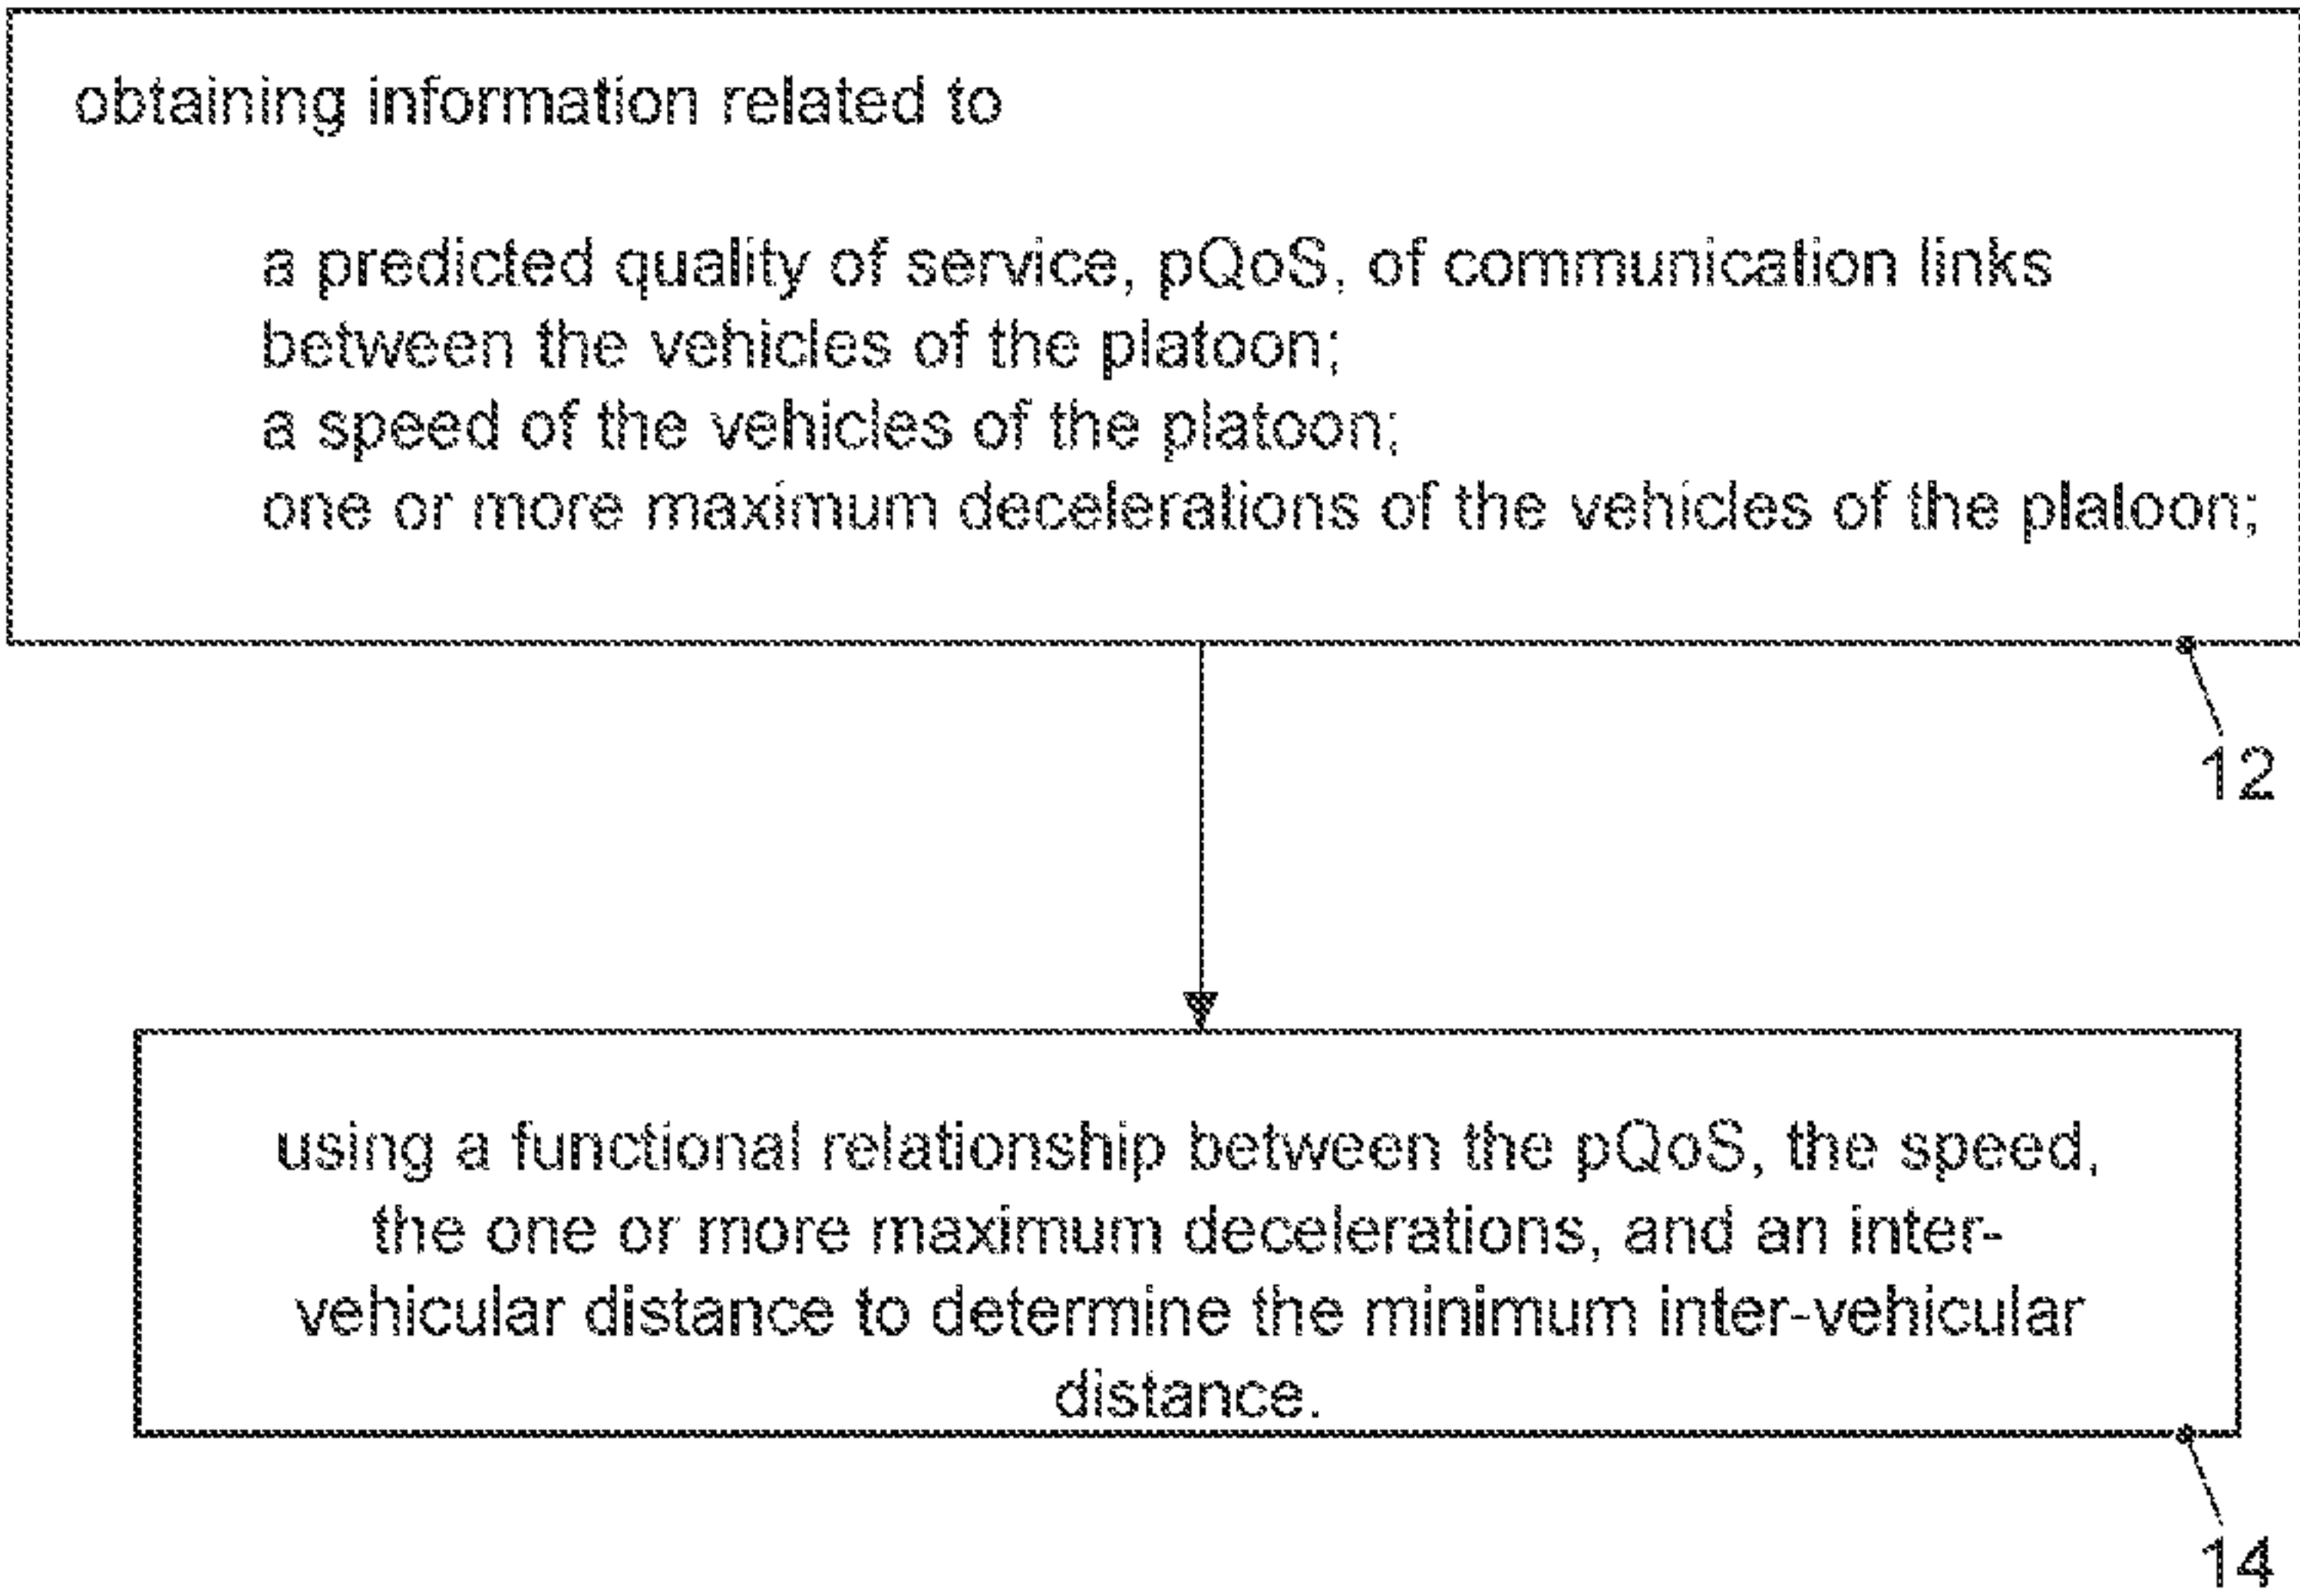 obtaining information related to
a predicted quality of service, pQoS, of communication links
between the vehicles of the platoon;
a speed of the vehicles of the platoon;
one or more maximum decelerations of the vehicles of the platoon;
12
using a functional relationship between the pQoS, the speed,
the one or more maximum decelerations, and an inter-
vehicular distance to determine the minimum inter-vehicular
distance.
14